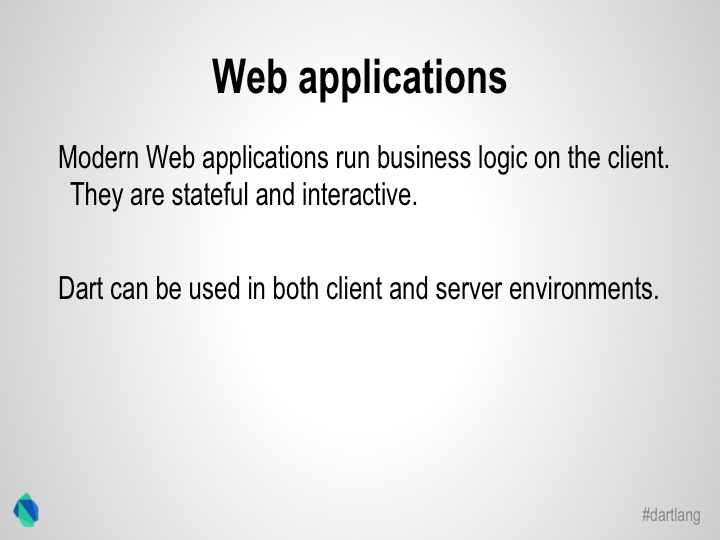 Web applications
Modern Web applications run business logic on the client.
They are stateful and interactive.
Dart can be used in both client and server environments.
#dartlang